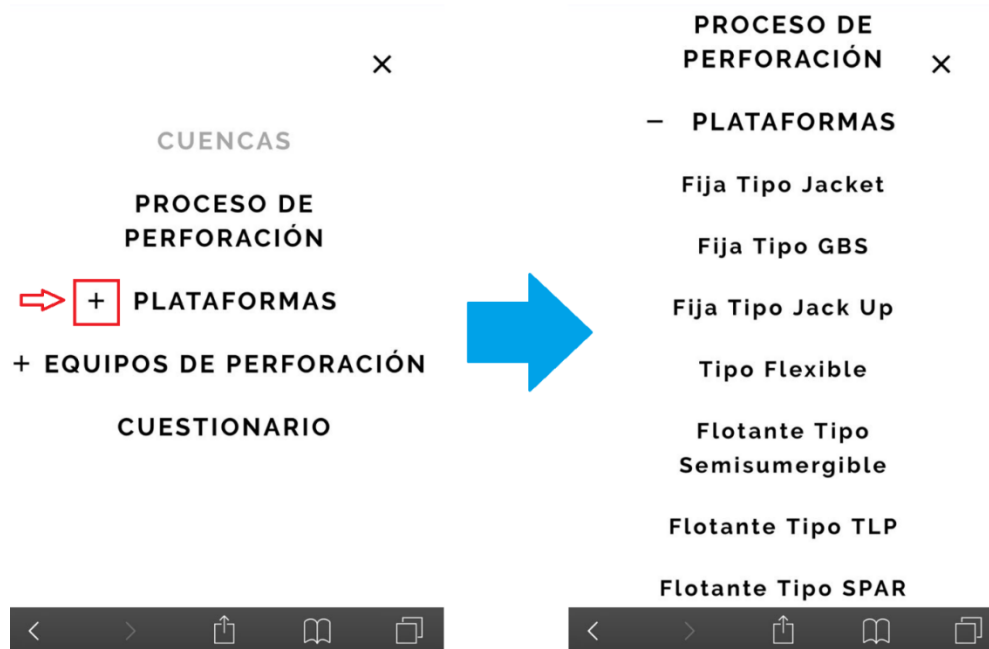 CUENCAS
PROCESO DE
PERFORACIÓN
+ PLATAFORMAS
+ EQUIPOS DE PERFORACIÓN
CUESTIONARIO
PROCESO DE
PERFORACIÓN
− PLATAFORMAS
Fija Tipo Jacket
Fija Tipo GBS
Fija Tipo Jack Up
Tipo Flexible
Flotante Tipo
Semisumergible
Flotante Tipo TLP
Flotante Tipo SPAR